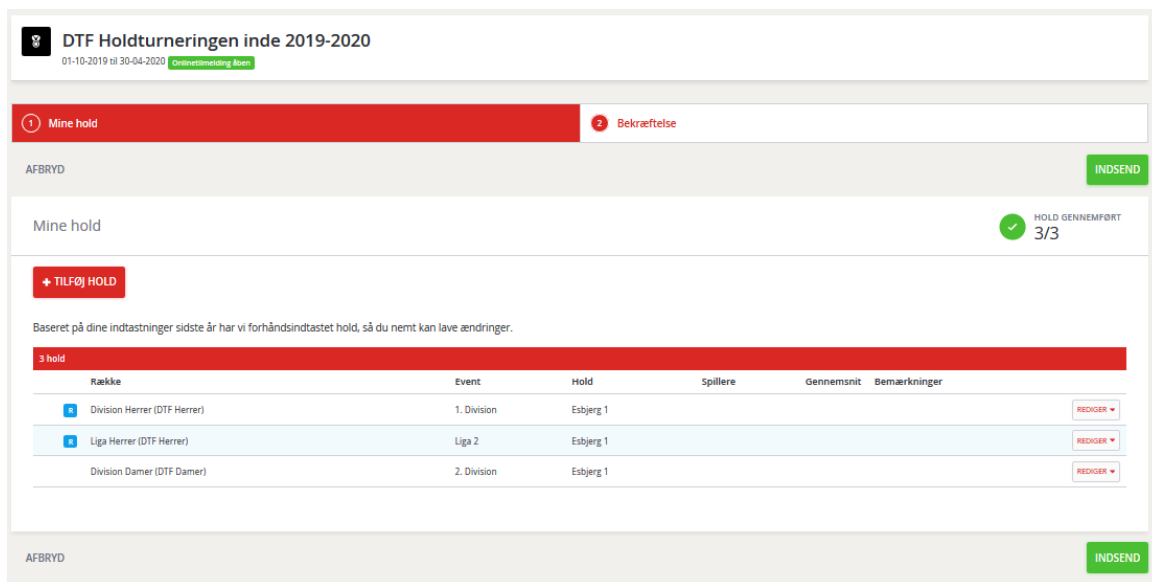 DTF Holdturneringen inde 2019-2020
01-10-2019 til 30-04-2020 Onlinetilmelding åben
1 Mine hold
2 Bekræftelse
AFBRYD
INDSEND
Mine hold
HOLD GENNEMFØRT
3/3
+ TILFØJ HOLD
Baseret på dine indtastninger sidste år har vi forhåndsindtastet hold, så du nemt kan lave ændringer.
3 hold
Række Event Hold Spillere Gennemsnit Bemærkninger
R Division Herrer (DTF Herrer) 1. Division Esbjerg 1 REDIGER
R Liga Herrer (DTF Herrer) Liga 2 Esbjerg 1 REDIGER
Division Damer (DTF Damer) 2. Division Esbjerg 1 REDIGER
AFBRYD
INDSEND